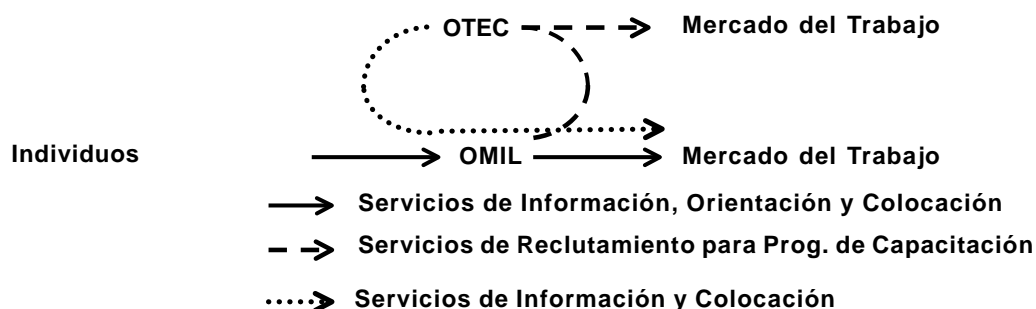 OTEC Mercado del Trabajo
Individuos OMIL Mercado del Trabajo
Servicios de Información, Orientación y Colocación
Servicios de Reclutamiento para Prog. de Capacitación
Servicios de Información y Colocación